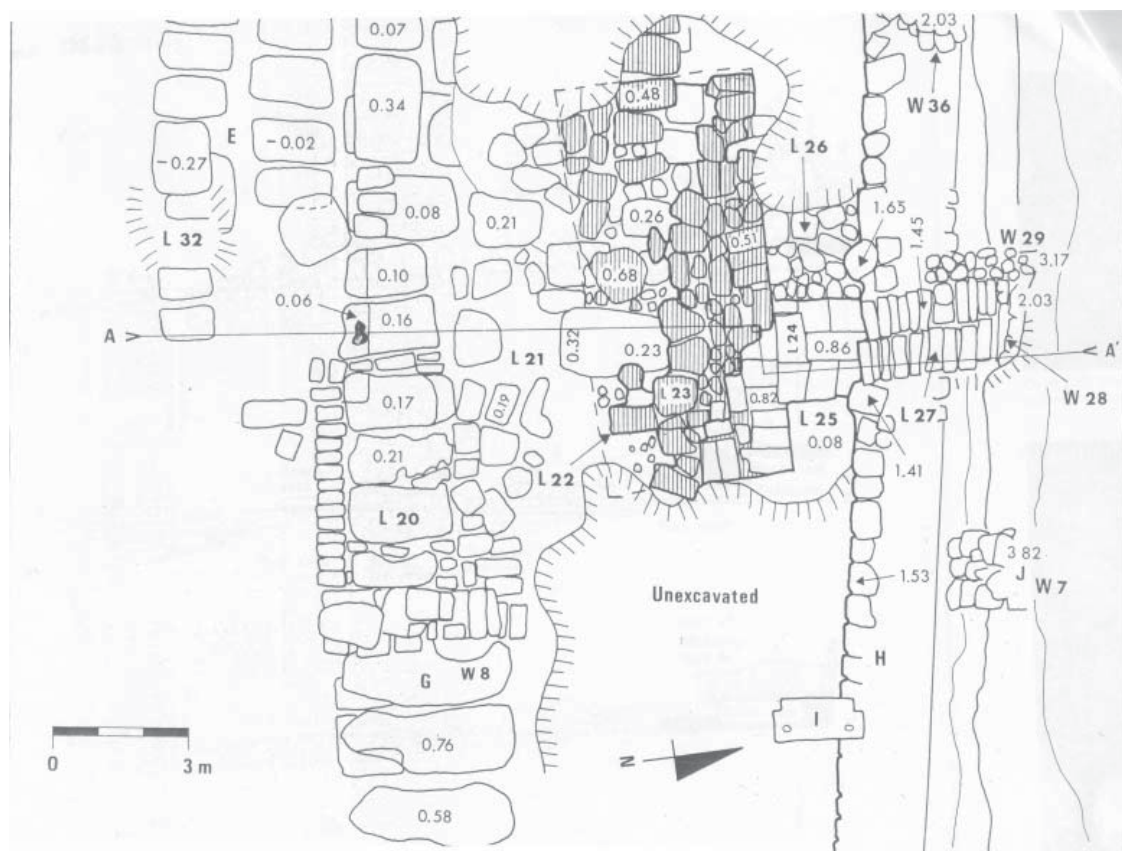 0.07
2.03
W 36
0.34
0.48
E
-0.02
-0.27
L 26
0.08
0.21
0.26
1.65
1.45
L 32
0.51
W 29
3.17
0.10
0.68
2.03
0.06
0.16
A
L 21
0.32
0.23
L 24
0.86
A'
0.17
0.19
L 23
0.82
L 25
L 27
W 28
0.21
L 22
0.08
1.41
L 20
3.82
J
W 7
Unexcavated
1.53
G
W 8
H
I
0.76
N
0 3 m
0.58